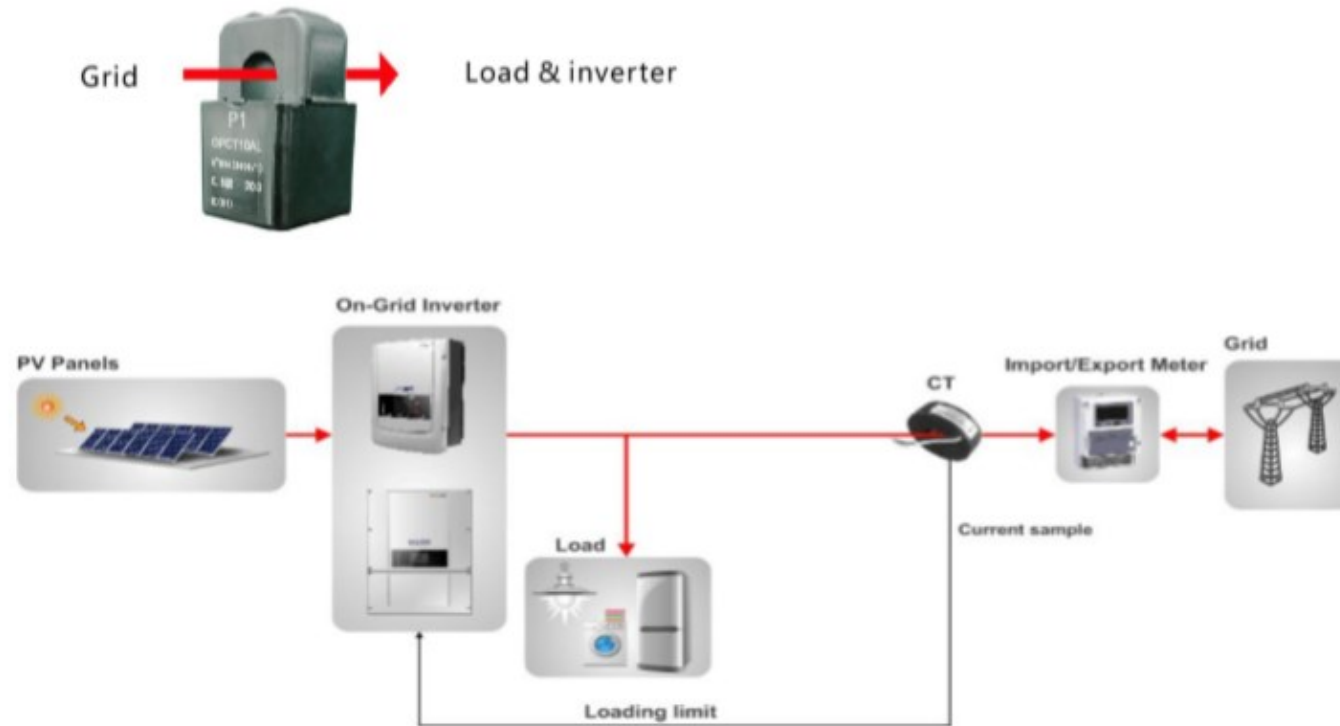 Grid
Load & inverter
P1
On-Grid Inverter
PV Panels
CT
Import/Export Meter
Grid
Current sample
Load
Loading limit